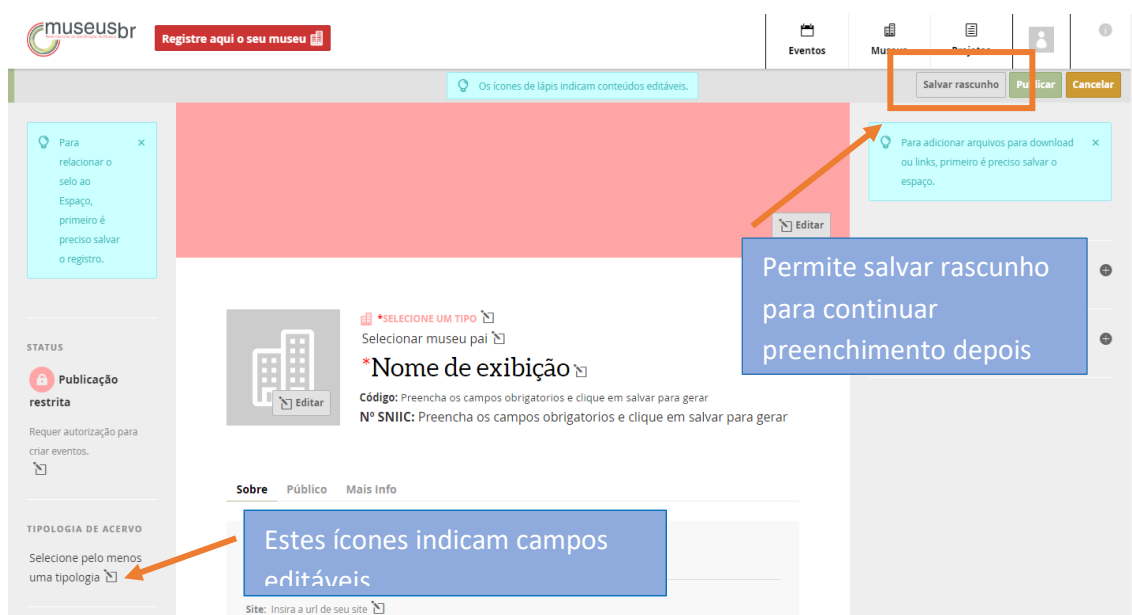 museusbr
Registre aqui o seu museu
Eventos
Museus
Projetos
Os ícones de lápis indicam conteúdos editáveis.
Salvar rascunho
Publicar
Cancelar
Para
relacionar o
selo ao
Espaço,
primeiro é
preciso salvar
o registro.
Para adicionar arquivos para download
ou links, primeiro é preciso salvar o
espaço.
Editar
Permite salvar rascunho
para continuar
preenchimento depois
*SELECIONE UM TIPO
Selecionar museu pai
*Nome de exibição
Editar
Código: Preencha os campos obrigatorios e clique em salvar para gerar
Nº SNIIC: Preencha os campos obrigatorios e clique em salvar para gerar
STATUS
Publicação
restrita
Requer autorização para
criar eventos.
Sobre Público Mais Info
TIPOLOGIA DE ACERVO
Selecione pelo menos
uma tipologia
Estes ícones indicam campos
editáveis
Site: Insira a url de seu site